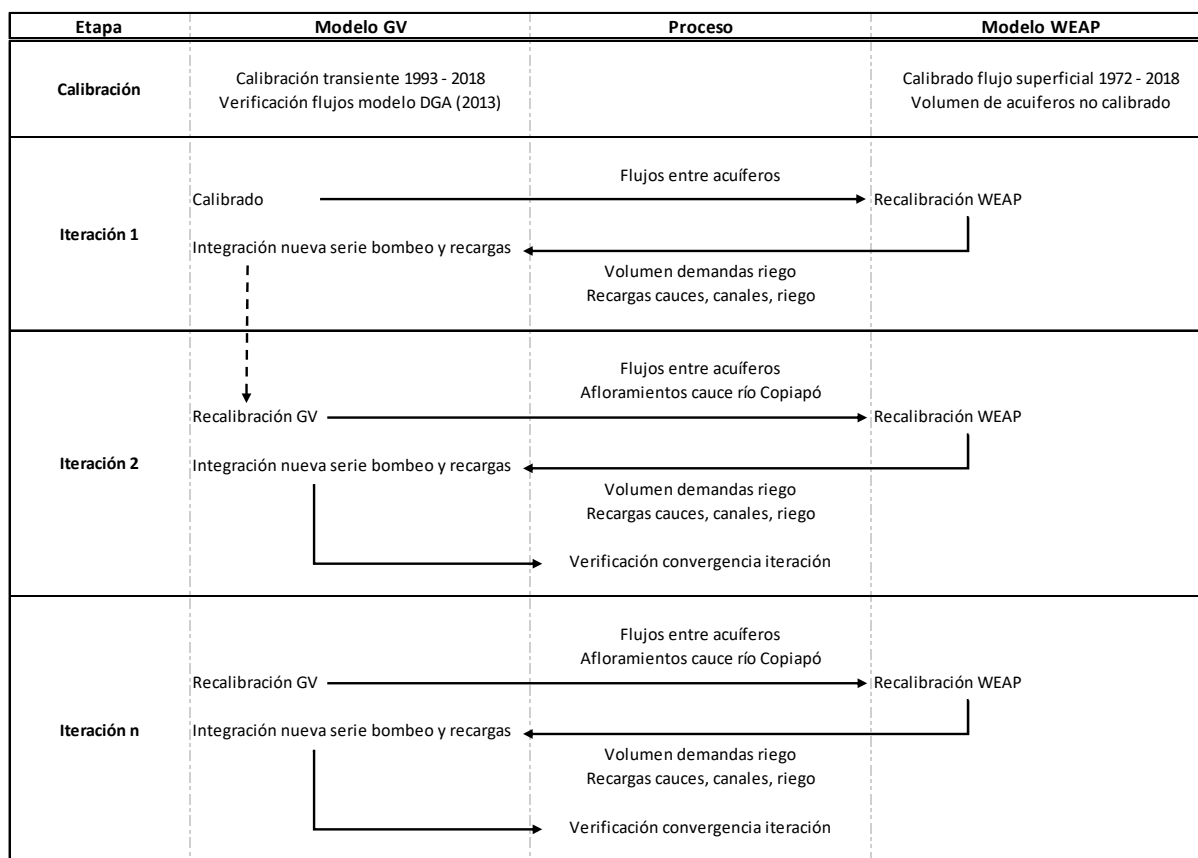 Etapa Modelo GV Proceso Modelo WEAP
Calibración
Calibración transiente 1993 - 2018
Verificación flujos modelo DGA (2013)
Calibrado flujo superficial 1972 - 2018
Volumen de acuiferos no calibrado
Iteración 1
Flujos entre acuíferos
Calibrado
Recalibración WEAP
Integración nueva serie bombeo y recargas
Volumen demandas riego
Recargas cauces, canales, riego
Iteración 2
Flujos entre acuíferos
Afloramientos cauce río Copiapó
Recalibración GV
Recalibración WEAP
Integración nueva serie bombeo y recargas
Volumen demandas riego
Recargas cauces, canales, riego
Verificación convergencia iteración
Iteración n
Flujos entre acuíferos
Afloramientos cauce río Copiapó
Recalibración GV
Recalibración WEAP
Integración nueva serie bombeo y recargas
Volumen demandas riego
Recargas cauces, canales, riego
Verificación convergencia iteración